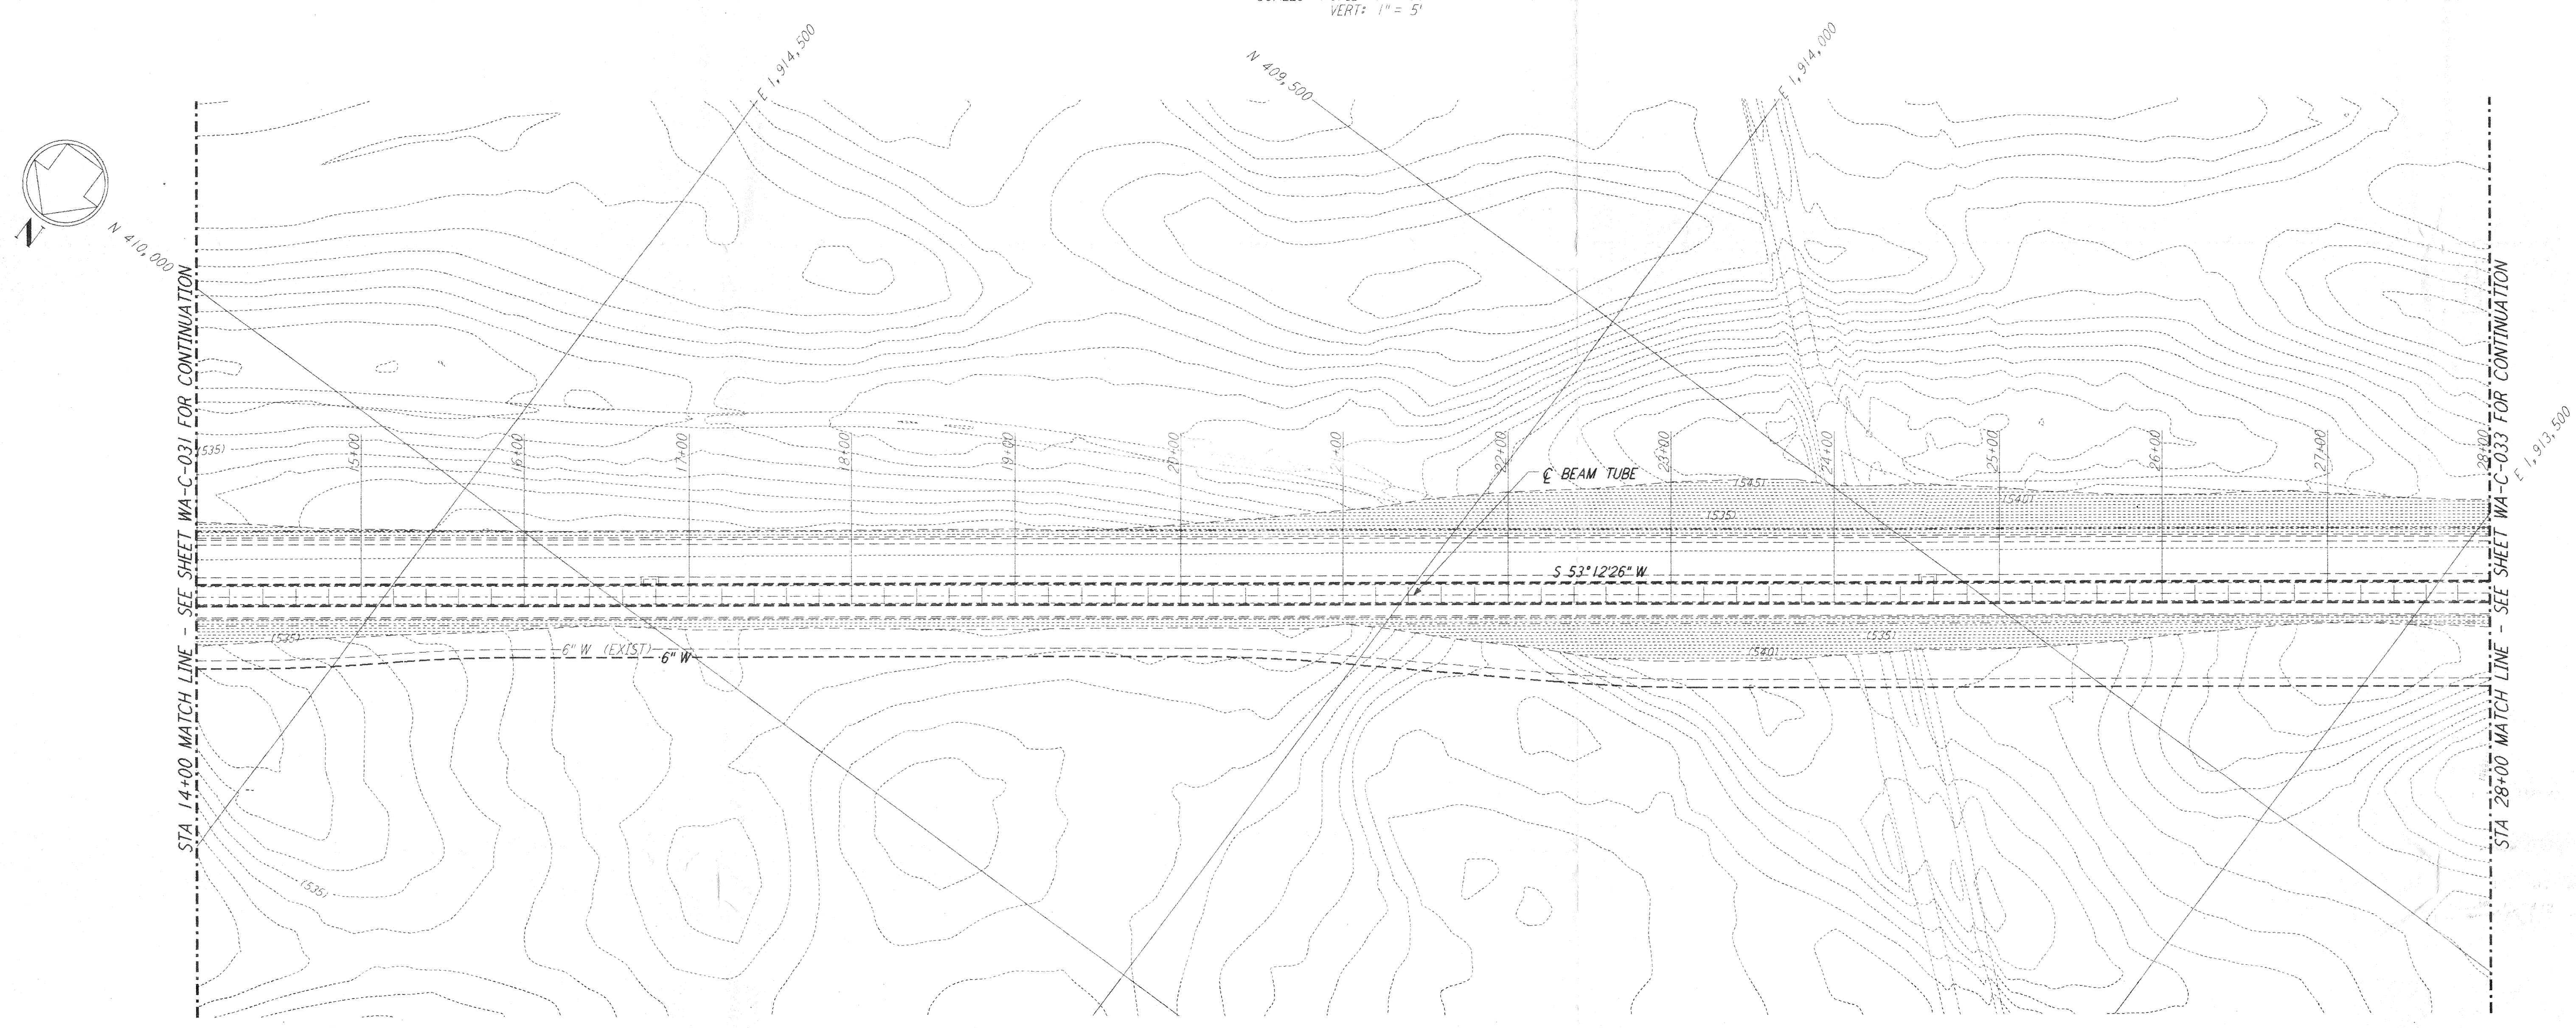 VERT: 1" = 5'
E 1,914,500
N 409,500
E 1,914,000
N
N 410,000
STA 14+00 MATCH LINE - SEE SHEET WA-C-031 FOR CONTINUATION
(535)
15+00
16+00
17+00
18+00
19+00
20+00
21+00
22+00
23+00
24+00
25+00
26+00
27+00
28+00
E 1,913,500
STA 28+00 MATCH LINE - SEE SHEET WA-C-033 FOR CONTINUATION
℄ BEAM TUBE
(545)
(540)
(535)
S 53°12'26" W
(535)
6" W (EXIST)
6" W
(535)
(540)
(535)